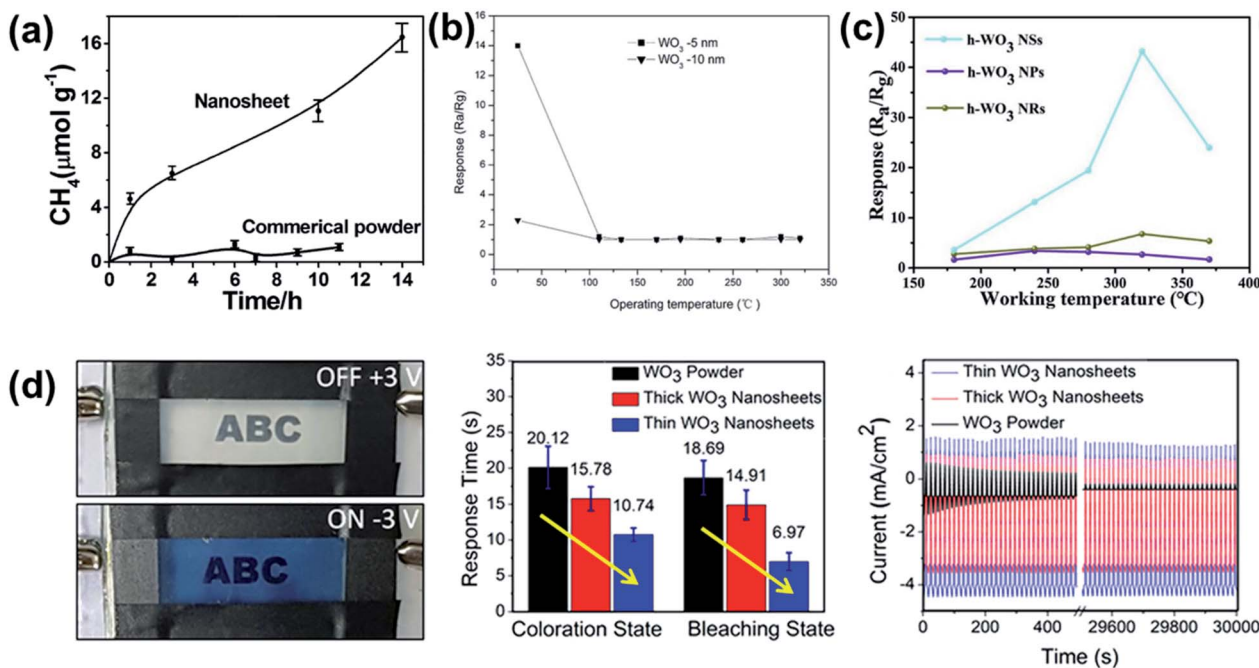 (a)
CH4(μmol g-1)
16
12
8
4
0
Nanosheet
Commerical powder
0 2 4 6 8 10 12 14
Time/h
(b)
Response (Ra/Rg)
16
14
12
10
8
6
4
2
0
WO3 -5 nm
WO3 -10 nm
0 50 100 150 200 250 300 350
Operating temperature (℃)
(c)
Response (Ra/Rg)
50
40
30
20
10
0
h-WO3 NSs
h-WO3 NPs
h-WO3 NRs
150 200 250 300 350 400
Working temperature (℃)
(d)
OFF +3 V
ABC
ON -3 V
ABC
Response Time (s)
35
30
25
20
15
10
5
0
WO3 Powder
Thick WO3 Nanosheets
Thin WO3 Nanosheets
20.12
15.78
10.74
18.69
14.91
6.97
Coloration State Bleaching State
Current (mA/cm2)
4
2
0
-2
-4
Thin WO3 Nanosheets
Thick WO3 Nanosheets
WO3 Powder
0 200 400 29600 29800 30000
Time (s)